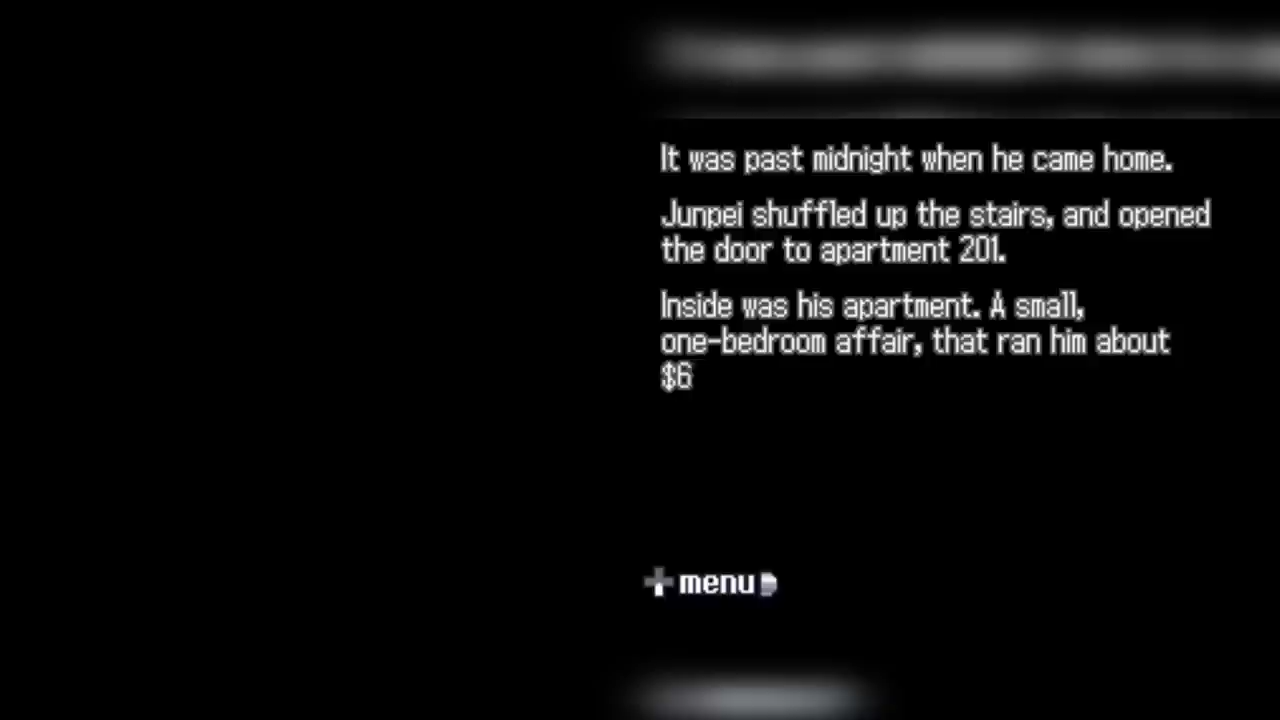 It was past midnight when he came home.
Junpei shuffled up the stairs, and opened
the door to apartment 201.
Inside was his apartment. A small,
one-bedroom affair, that ran him about
$6
menu